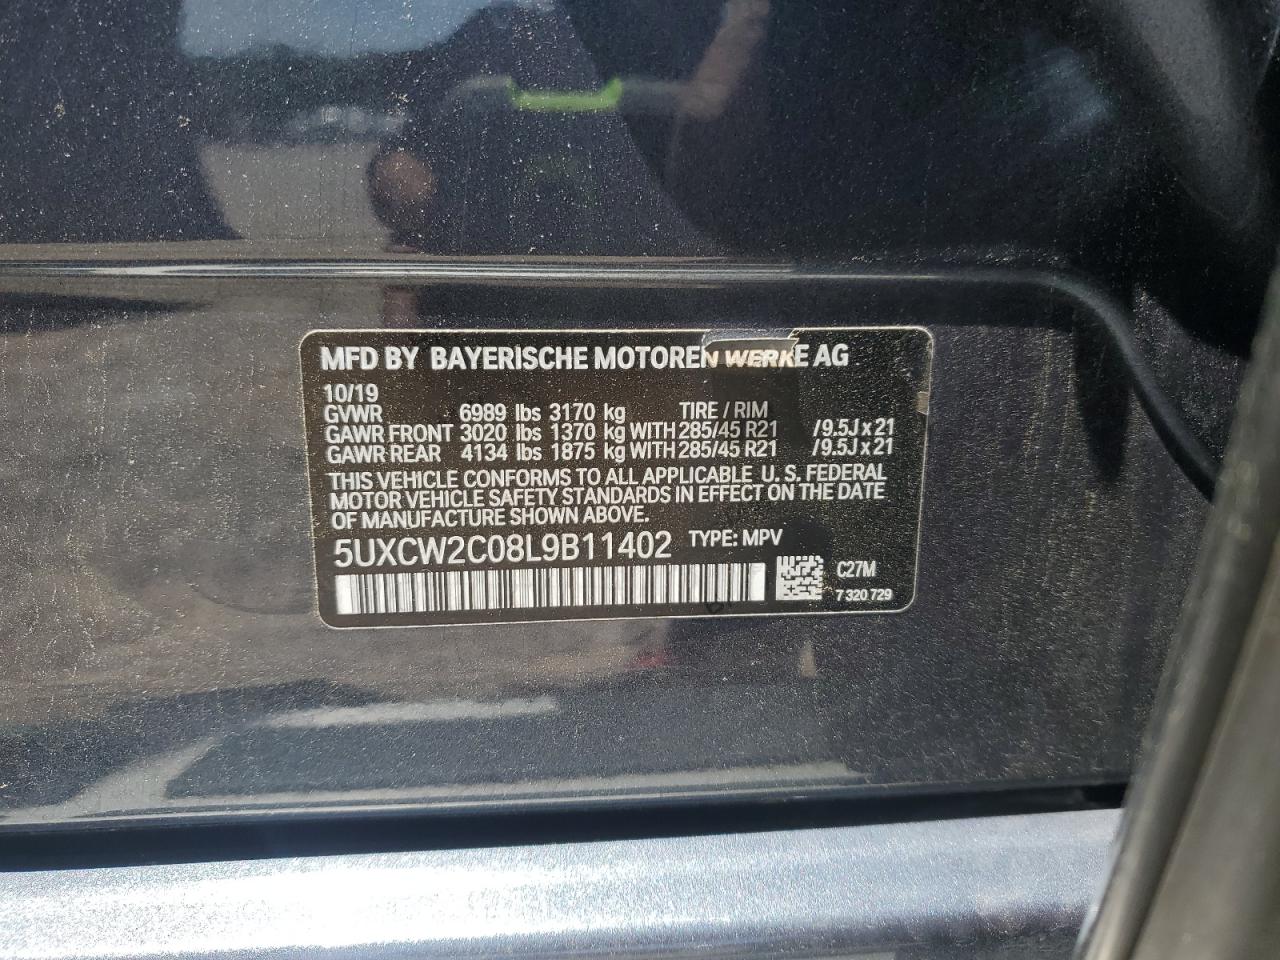 MFD BY BAYERISCHE MOTOREN WERKE AG
10/19
GVWR 6989 lbs 3170 kg TIRE / RIM
GAWR FRONT 3020 lbs 1370 kg WITH 285/45 R21 /9.5J x 21
GAWR REAR 4134 lbs 1875 kg WITH 285/45 R21 /9.5J x 21
THIS VEHICLE CONFORMS TO ALL APPLICABLE U. S. FEDERAL
MOTOR VEHICLE SAFETY STANDARDS IN EFFECT ON THE DATE
OF MANUFACTURE SHOWN ABOVE.
5UXCW2C08L9B11402 TYPE: MPV
C27M
7 320 729